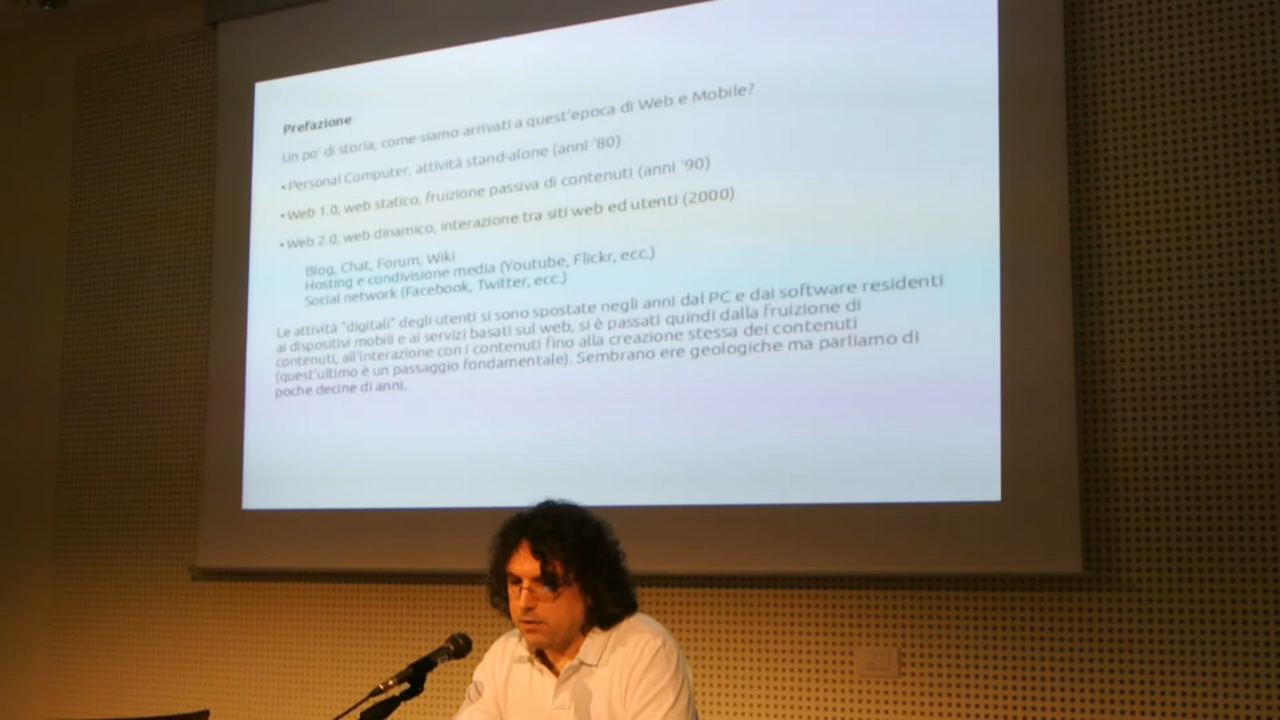 Prefazione
un po' di storia, come siamo arrivati a quest'epoca di Web e Mobile?
• Personal Computer, attività stand-alone (anni '80)
• Web 1.0, web statico, fruizione passiva di contenuti (anni '90)
• Web 2.0, web dinamico, interazione tra siti web ed utenti (2000)
Blog, Chat, Forum, Wiki
Hosting e condivisione media (Youtube, Flickr, ecc.)
Social network (Facebook, Twitter, ecc.)
Le attività "digitali" degli utenti si sono spostate negli anni dal PC e dai software residenti
ai dispositivi mobili e ai servizi basati sul web, si è passati quindi dalla fruizione di
contenuti, all'interazione con i contenuti fino alla creazione stessa dei contenuti
(quest'ultimo è un passaggio fondamentale). Sembrano ere geologiche ma parliamo di
poche decine di anni.